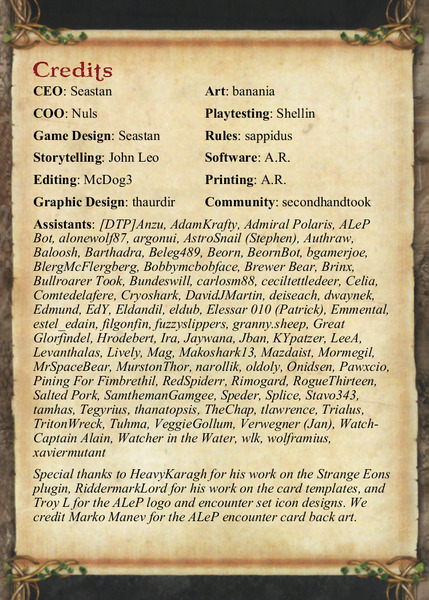 Credits
CEO: Seastan
Art: banania
COO: Nuls
Playtesting: Shellin
Game Design: Seastan
Rules: sappidus
Storytelling: John Leo
Software: A.R.
Editing: McDog3
Printing: A.R.
Graphic Design: thaurdir
Community: secondhandtook
Assistants: [DTP]Anzu, AdamKrafty, Admiral Polaris, ALeP
Bot, alonewolf87, argonui, AstroSnail (Stephen), Authraw,
Baloosh, Barthadra, Beleg489, Beorn, BeornBot, bgamerjoe,
BlergMcFlergberg, Bobbymcbobface, Brewer Bear, Brinx,
Bullroarer Took, Bundeswill, carlosm88, ceciltettledeer, Celia,
Comtedelafere, Cryoshark, DavidJMartin, deiseach, dwaynek,
Edmund, EdY, Eldandil, eldub, Elessar 010 (Patrick), Emmental,
estel_edain, filgonfin, fuzzyslippers, granny.sheep, Great
Glorfindel, Hrodebert, Ira, Jaywana, Jban, KYpatzer, LeeA,
Levanthalas, Lively, Mag, Makoshark13, Mazdaist, Mormegil,
MrSpaceBear, MurstonThor, narollik, oldoly, Onidsen, Pawxcio,
Pining For Fimbrethil, RedSpiderr, Rimogard, RogueThirteen,
Salted Pork, SamthemanGamgee, Speder, Splice, Stavo343,
tamhas, Tegyrius, thanatopsis, TheChap, tlawrence, Trialus,
TritonWreck, Tuhma, VeggieGollum, Verwegner (Jan), Watch-
Captain Alain, Watcher in the Water, wlk, wolframius,
xaviermutant
Special thanks to HeavyKaragh for his work on the Strange Eons
plugin, RiddermarkLord for his work on the card templates, and
Troy L for the ALeP logo and encounter set icon designs. We
credit Marko Manev for the ALeP encounter card back art.